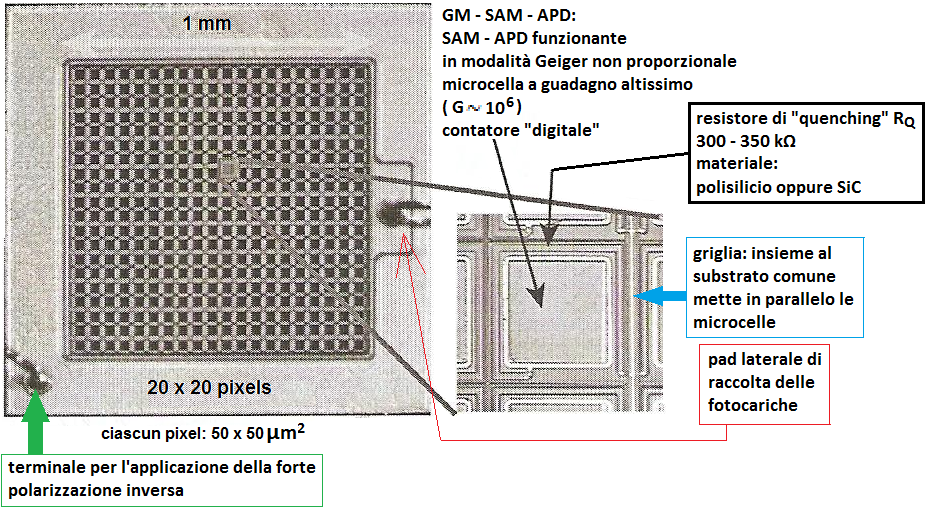 1 mm
20 x 20 pixels
ciascun pixel: 50 x 50 μm²
terminale per l'applicazione della forte
polarizzazione inversa
GM - SAM - APD:
SAM - APD funzionante
in modalità Geiger non proporzionale
microcella a guadagno altissimo
( G ~ 10⁶ )
contatore "digitale"
resistore di "quenching" RQ
300 - 350 kΩ
materiale:
polisilicio oppure SiC
griglia: insieme al
substrato comune
mette in parallelo le
microcelle
pad laterale di
raccolta delle
fotocariche